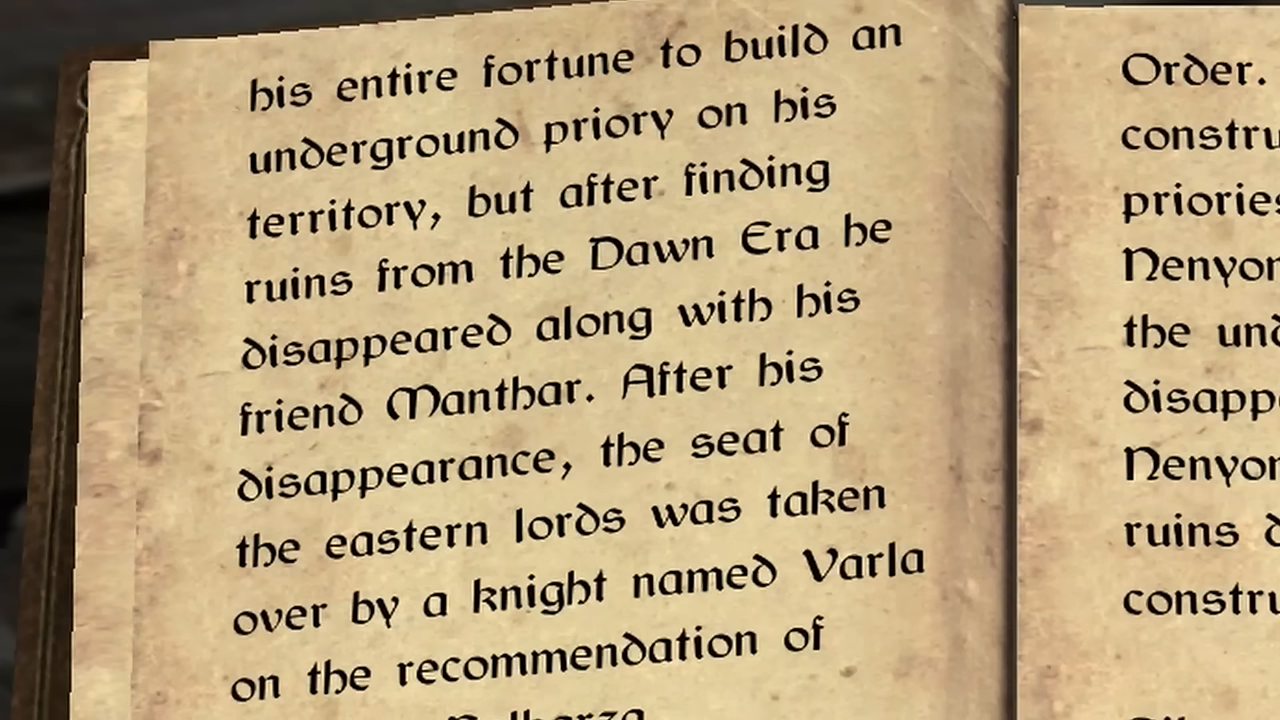 his entire fortune to build an
underground priory on his
territory, but after finding
ruins from the Dawn Era he
disappeared along with his
friend Manthar. After his
disappearance, the seat of
the eastern lords was taken
over by a knight named Varla
on the recommendation of
Order.
constru
priories
Nenyor
the und
disapp
Nenyor
ruins d
constru